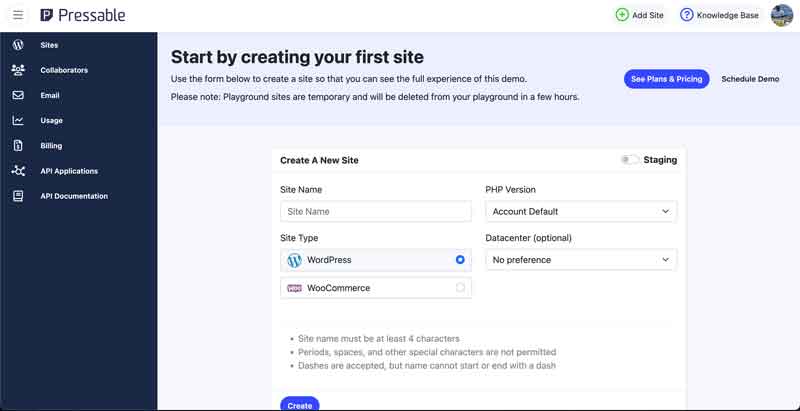 Pressable
Add Site
Knowledge Base
Sites
Collaborators
Email
Usage
Billing
API Applications
API Documentation
Start by creating your first site
Use the form below to create a site so that you can see the full experience of this demo.
Please note: Playground sites are temporary and will be deleted from your playground in a few hours.
See Plans & Pricing
Schedule Demo
Create A New Site
Staging
Site Name
Site Name
PHP Version
Account Default
Site Type
WordPress
WOO
WooCommerce
Datacenter (optional)
No preference
Site name must be at least 4 characters
Periods, spaces, and other special characters are not permitted
Dashes are accepted, but name cannot start or end with a dash
Create